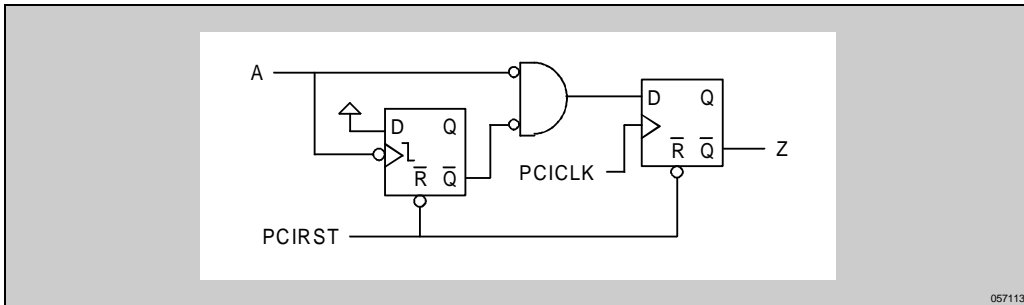 A
D Q
R̅ Q̅
PCICLK
D Q
R̅ Q̅
Z
PCIRST
057113